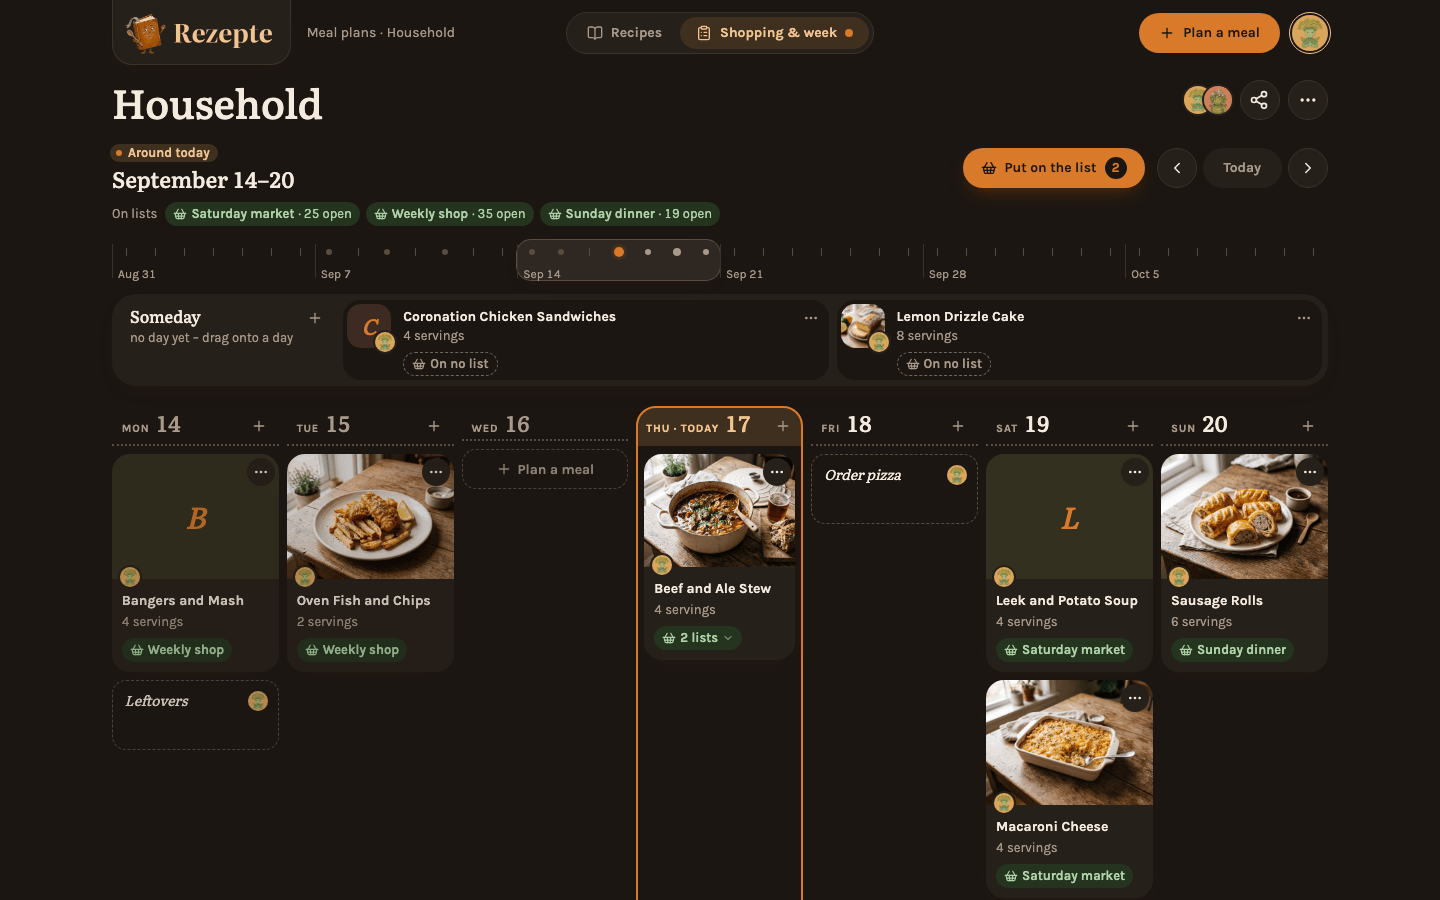 Rezepte
Meal plans · Household
Recipes
Shopping & week
Plan a meal
Household
Around today
September 14–20
Put on the list 2
Today
On lists
Saturday market · 25 open
Weekly shop · 35 open
Sunday dinner · 19 open
Aug 31
Sep 7
Sep 14
Sep 21
Sep 28
Oct 5
Someday
no day yet – drag onto a day
C
Coronation Chicken Sandwiches
4 servings
On no list
Lemon Drizzle Cake
8 servings
On no list
MON 14
TUE 15
WED 16
THU · TODAY 17
FRI 18
SAT 19
SUN 20
B
Bangers and Mash
4 servings
Weekly shop
Leftovers
Oven Fish and Chips
2 servings
Weekly shop
Plan a meal
Beef and Ale Stew
4 servings
2 lists
Order pizza
L
Leek and Potato Soup
4 servings
Saturday market
Macaroni Cheese
4 servings
Saturday market
Sausage Rolls
6 servings
Sunday dinner